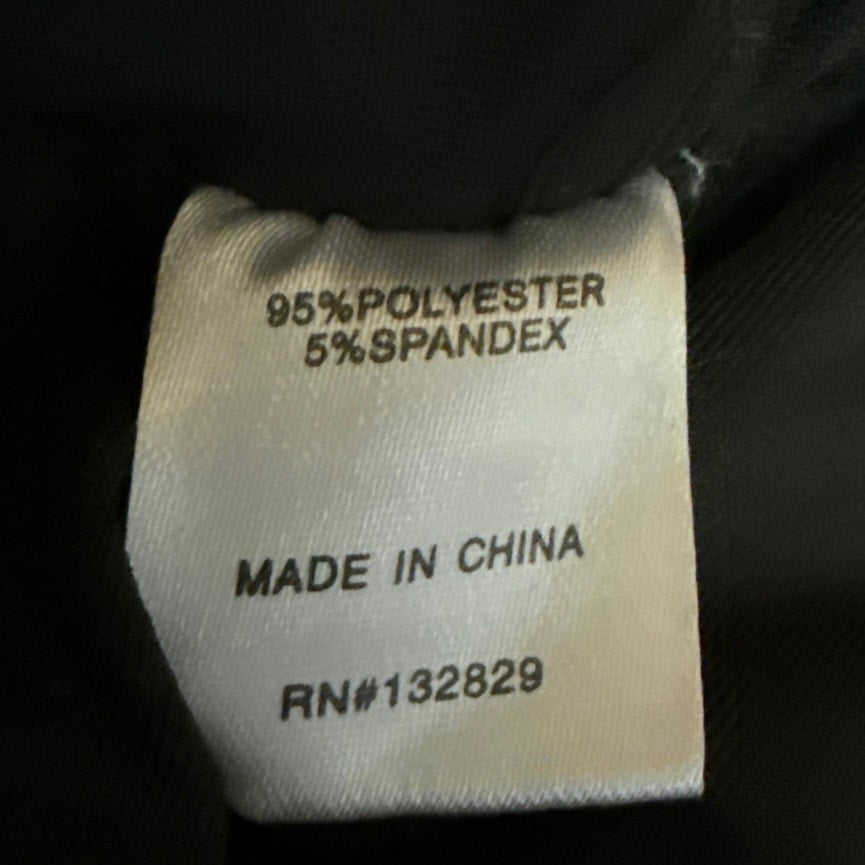 95%POLYESTER
5%SPANDEX
MADE IN CHINA
RN#132829